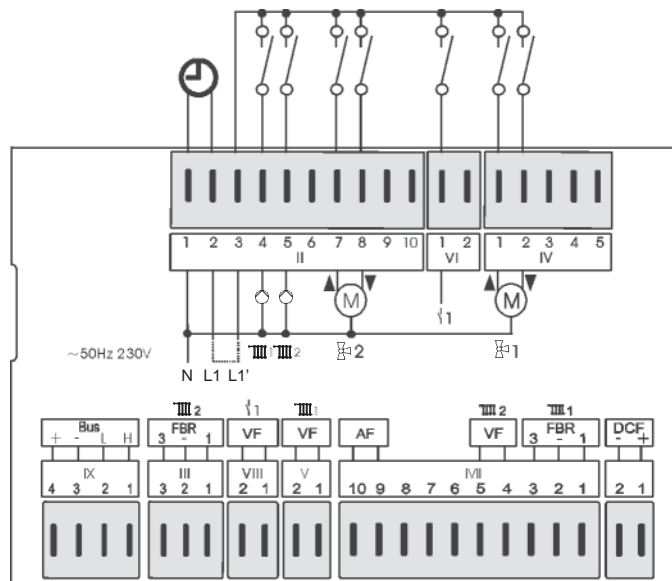 1 2 3 4 5 6 7 8 9 10 1 2 1 2 3 4 5
II VI IV
M M
1 2 1 2 1
~50Hz 230V
N L1 L1'
2 1 1 2 1
Bus FBR VF VF AF VF FBR DCF
+ - L H 3 - 1 3 - 1 - +
IX III VIII V
4 3 2 1 3 2 1 2 1 2 1 10 9 8 7 6 5 4 3 2 1 2 1